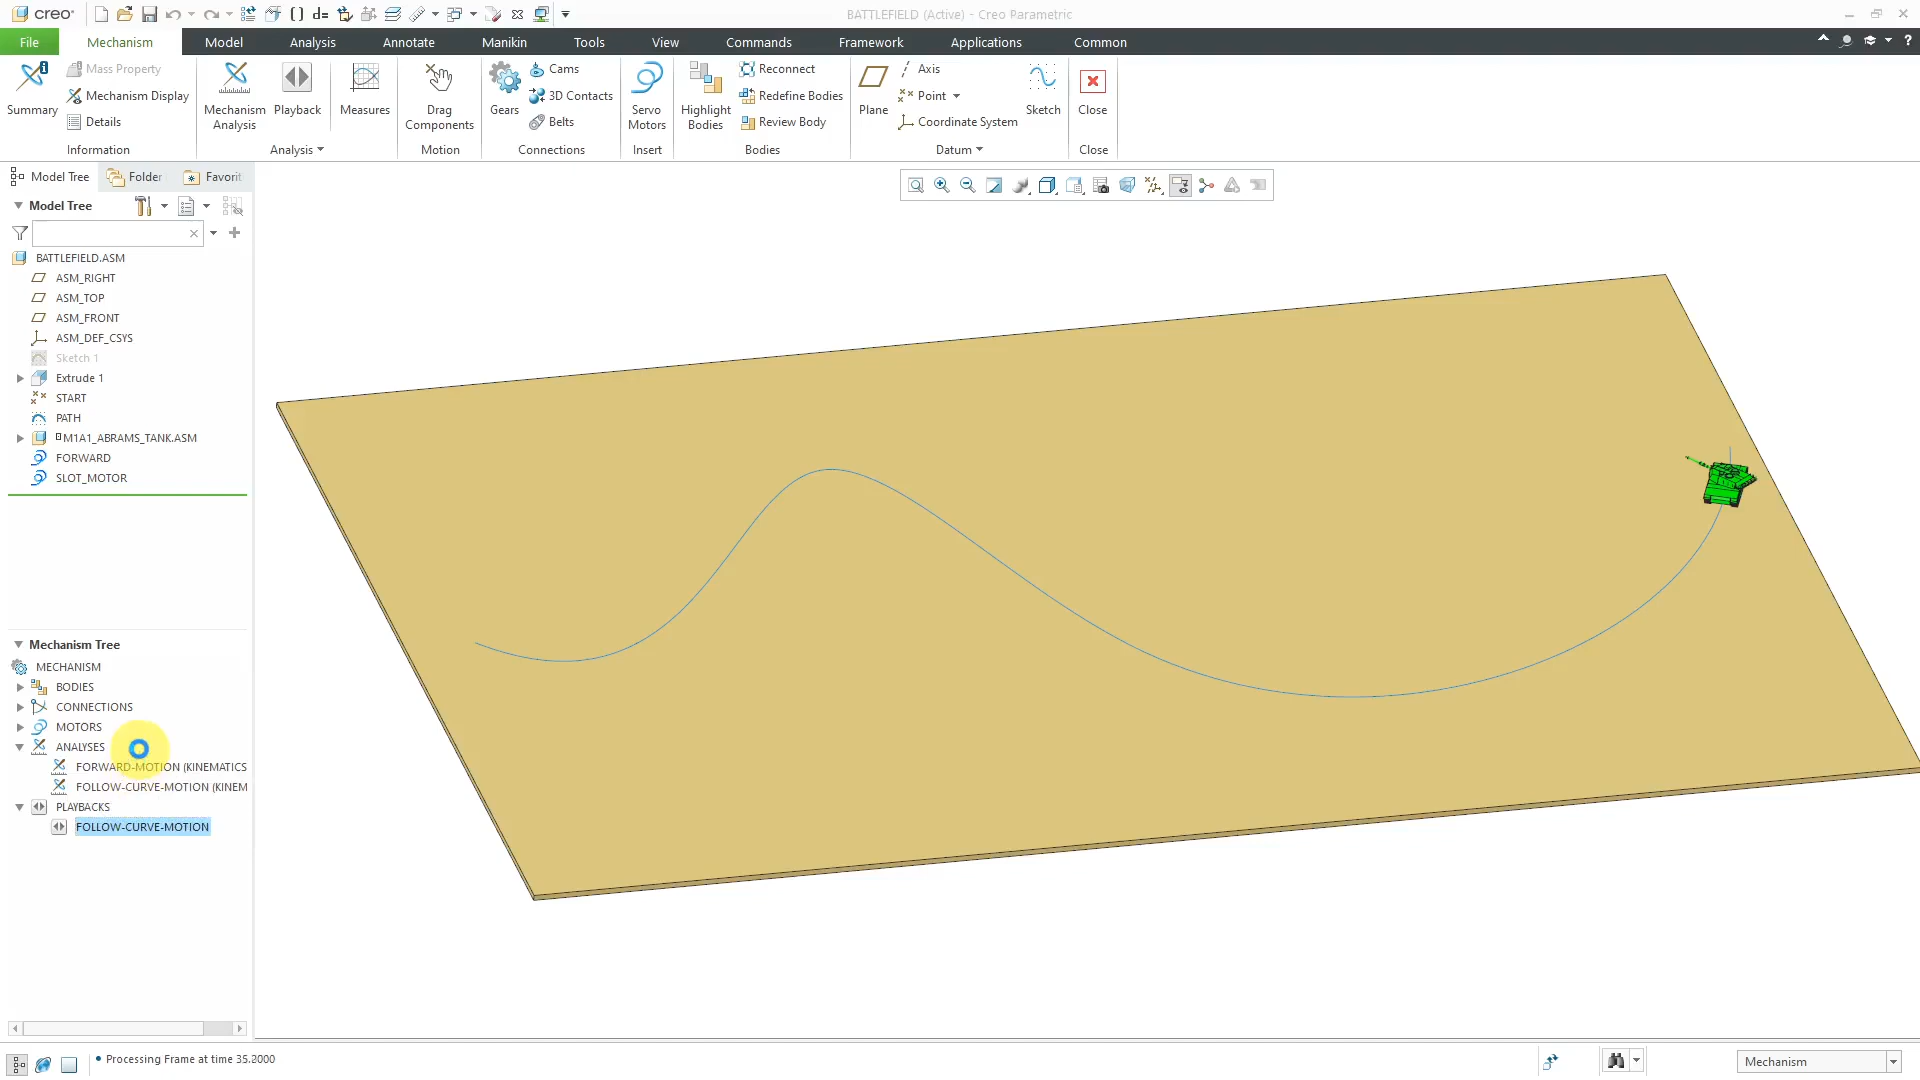 creo
d=
BATTLEFIELD (Active) - Creo Parametric
File
Mechanism
Model
Analysis
Annotate
Manikin
Tools
View
Commands
Framework
Applications
Common
?
Summary
Mass Property
Mechanism Display
Details
Information
Mechanism
Analysis
Playback
Measures
Analysis
Drag
Components
Motion
Gears
Cams
3D Contacts
Belts
Connections
Servo
Motors
Insert
Highlight
Bodies
Reconnect
Redefine Bodies
Review Body
Bodies
Plane
Axis
Point
Coordinate System
Sketch
Datum
Close
Close
Model Tree
Folder
Favorit
Model Tree
BATTLEFIELD.ASM
ASM_RIGHT
ASM_TOP
ASM_FRONT
ASM_DEF_CSYS
Sketch 1
Extrude 1
START
PATH
M1A1_ABRAMS_TANK.ASM
FORWARD
SLOT_MOTOR
Mechanism Tree
MECHANISM
BODIES
CONNECTIONS
MOTORS
ANALYSES
FORWARD-MOTION (KINEMATICS
FOLLOW-CURVE-MOTION (KINEM
PLAYBACKS
FOLLOW-CURVE-MOTION
Processing Frame at time 35.2000
Mechanism